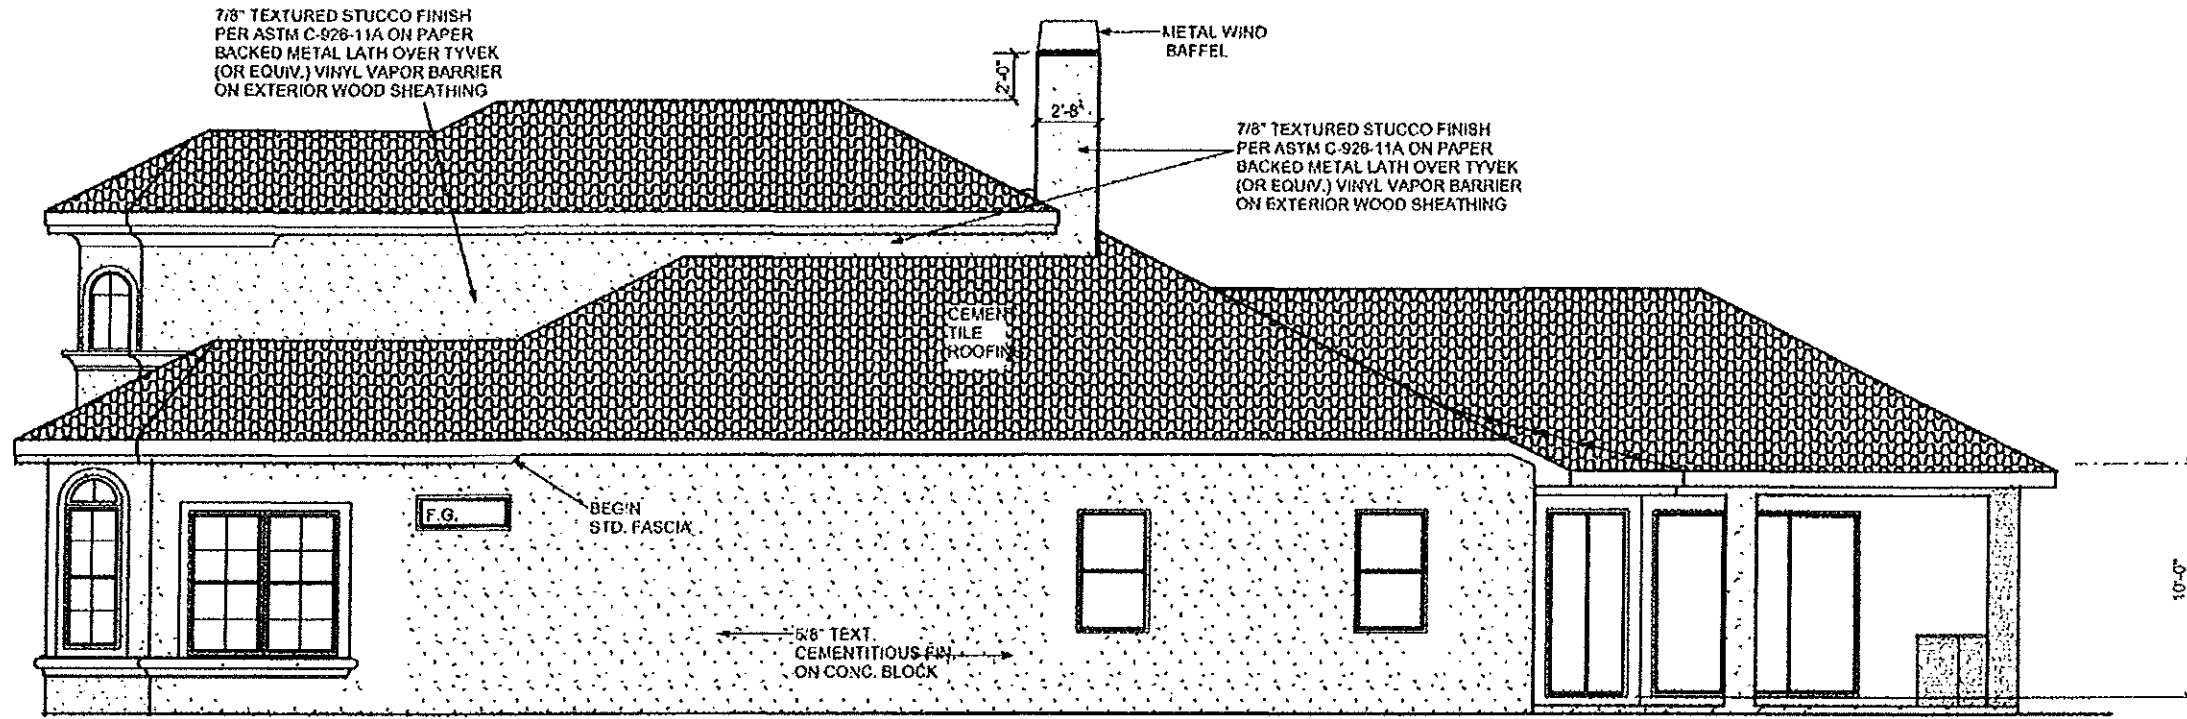 7/8" TEXTURED STUCCO FINISH
PER ASTM C-926-11A ON PAPER
BACKED METAL LATH OVER TYVEK
(OR EQUIV.) VINYL VAPOR BARRIER
ON EXTERIOR WOOD SHEATHING
METAL WIND
BAFFEL
2'-0"
2'-8"
7/8" TEXTURED STUCCO FINISH
PER ASTM C-926-11A ON PAPER
BACKED METAL LATH OVER TYVEK
(OR EQUIV.) VINYL VAPOR BARRIER
ON EXTERIOR WOOD SHEATHING
CEMEN
TILE
ROOFIN
F.G.
BEGIN
STD. FASCIA
5/8" TEXT.
CEMENTITIOUS FIN.
ON CONC. BLOCK
10'-0"